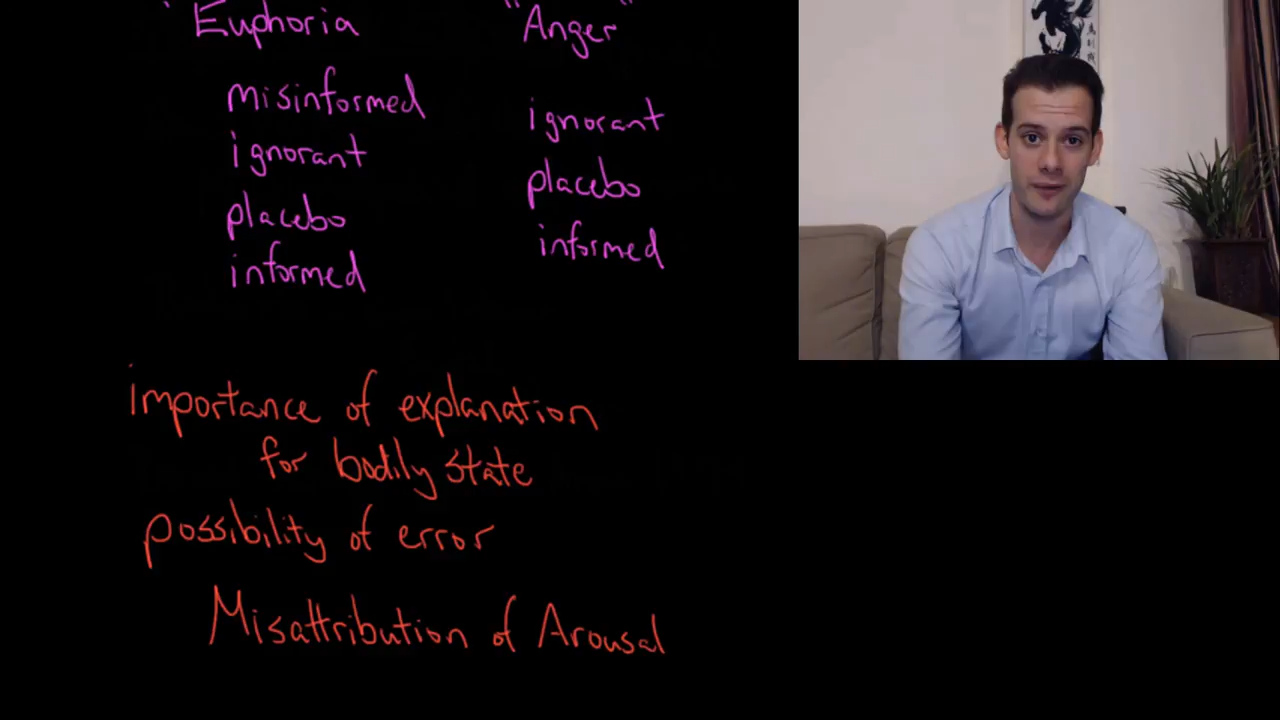 "Euphoria
"Anger"
misinformed
ignorant
placebo
informed
ignorant
placebo
informed
importance of explanation
for bodily state
possibility of error
Misattribution of Arousal